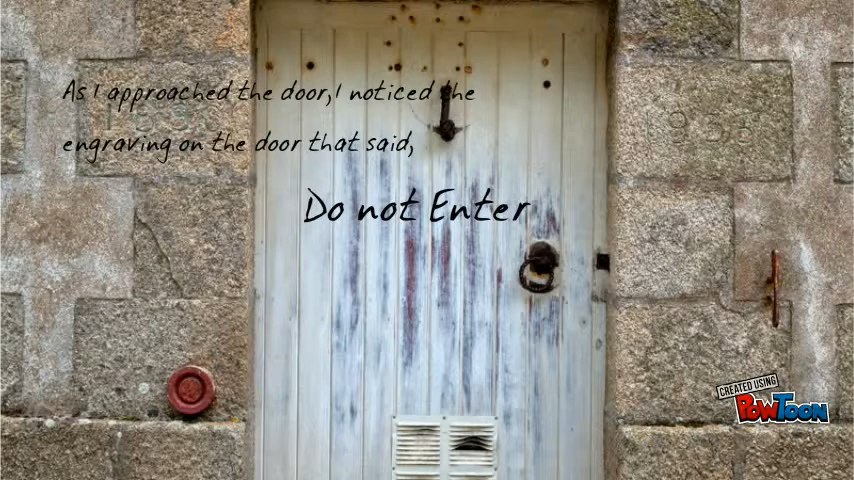 As I approached the door,I noticed the
engraving on the door that said,
Do not Enter
CREATED USING
POWTOON